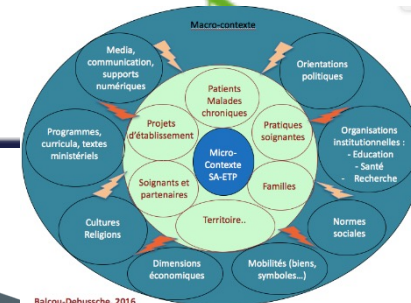 Macro-contexte
Media,
communication,
supports
numériques
Orientations
politiques
Patients
Malades
chroniques
Projets
d'établissement
Pratiques
soignantes
Programmes,
curricula, textes
ministériels
Organisations
institutionnelles :
- Education
- Santé
- Recherche
Micro-
Contexte
SA-ETP
Soignants et
partenaires
Familles
Territoire..
Cultures
Religions
Normes
sociales
Dimensions
économiques
Mobilités (biens,
symboles...)
Balcou-Debussche, 2016